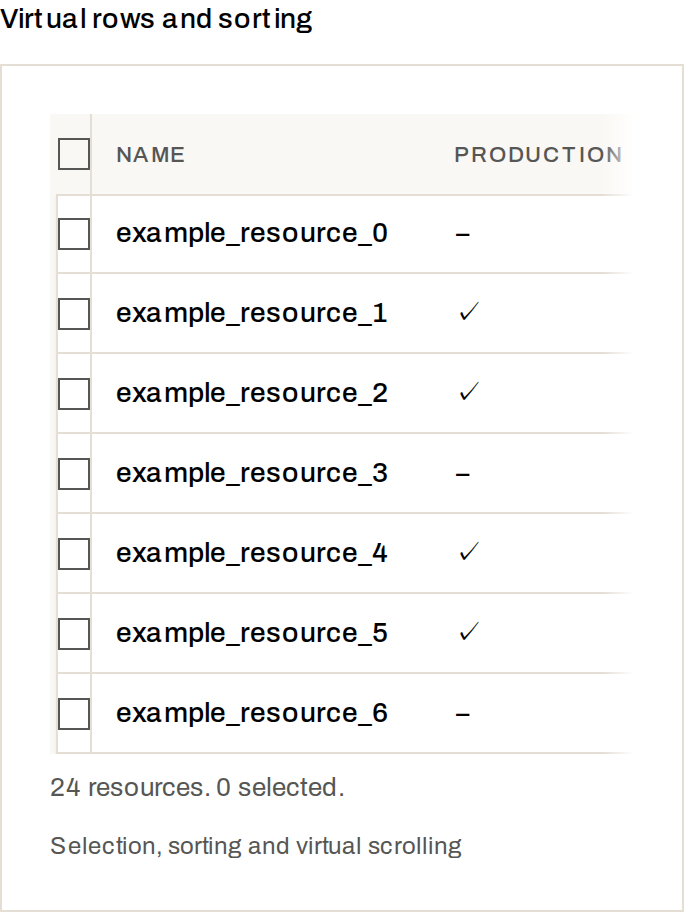 Virtual rows and sorting
NAME PRODUCTION
example_resource_0 –
example_resource_1 ✓
example_resource_2 ✓
example_resource_3 –
example_resource_4 ✓
example_resource_5 ✓
example_resource_6 –
24 resources. 0 selected.
Selection, sorting and virtual scrolling